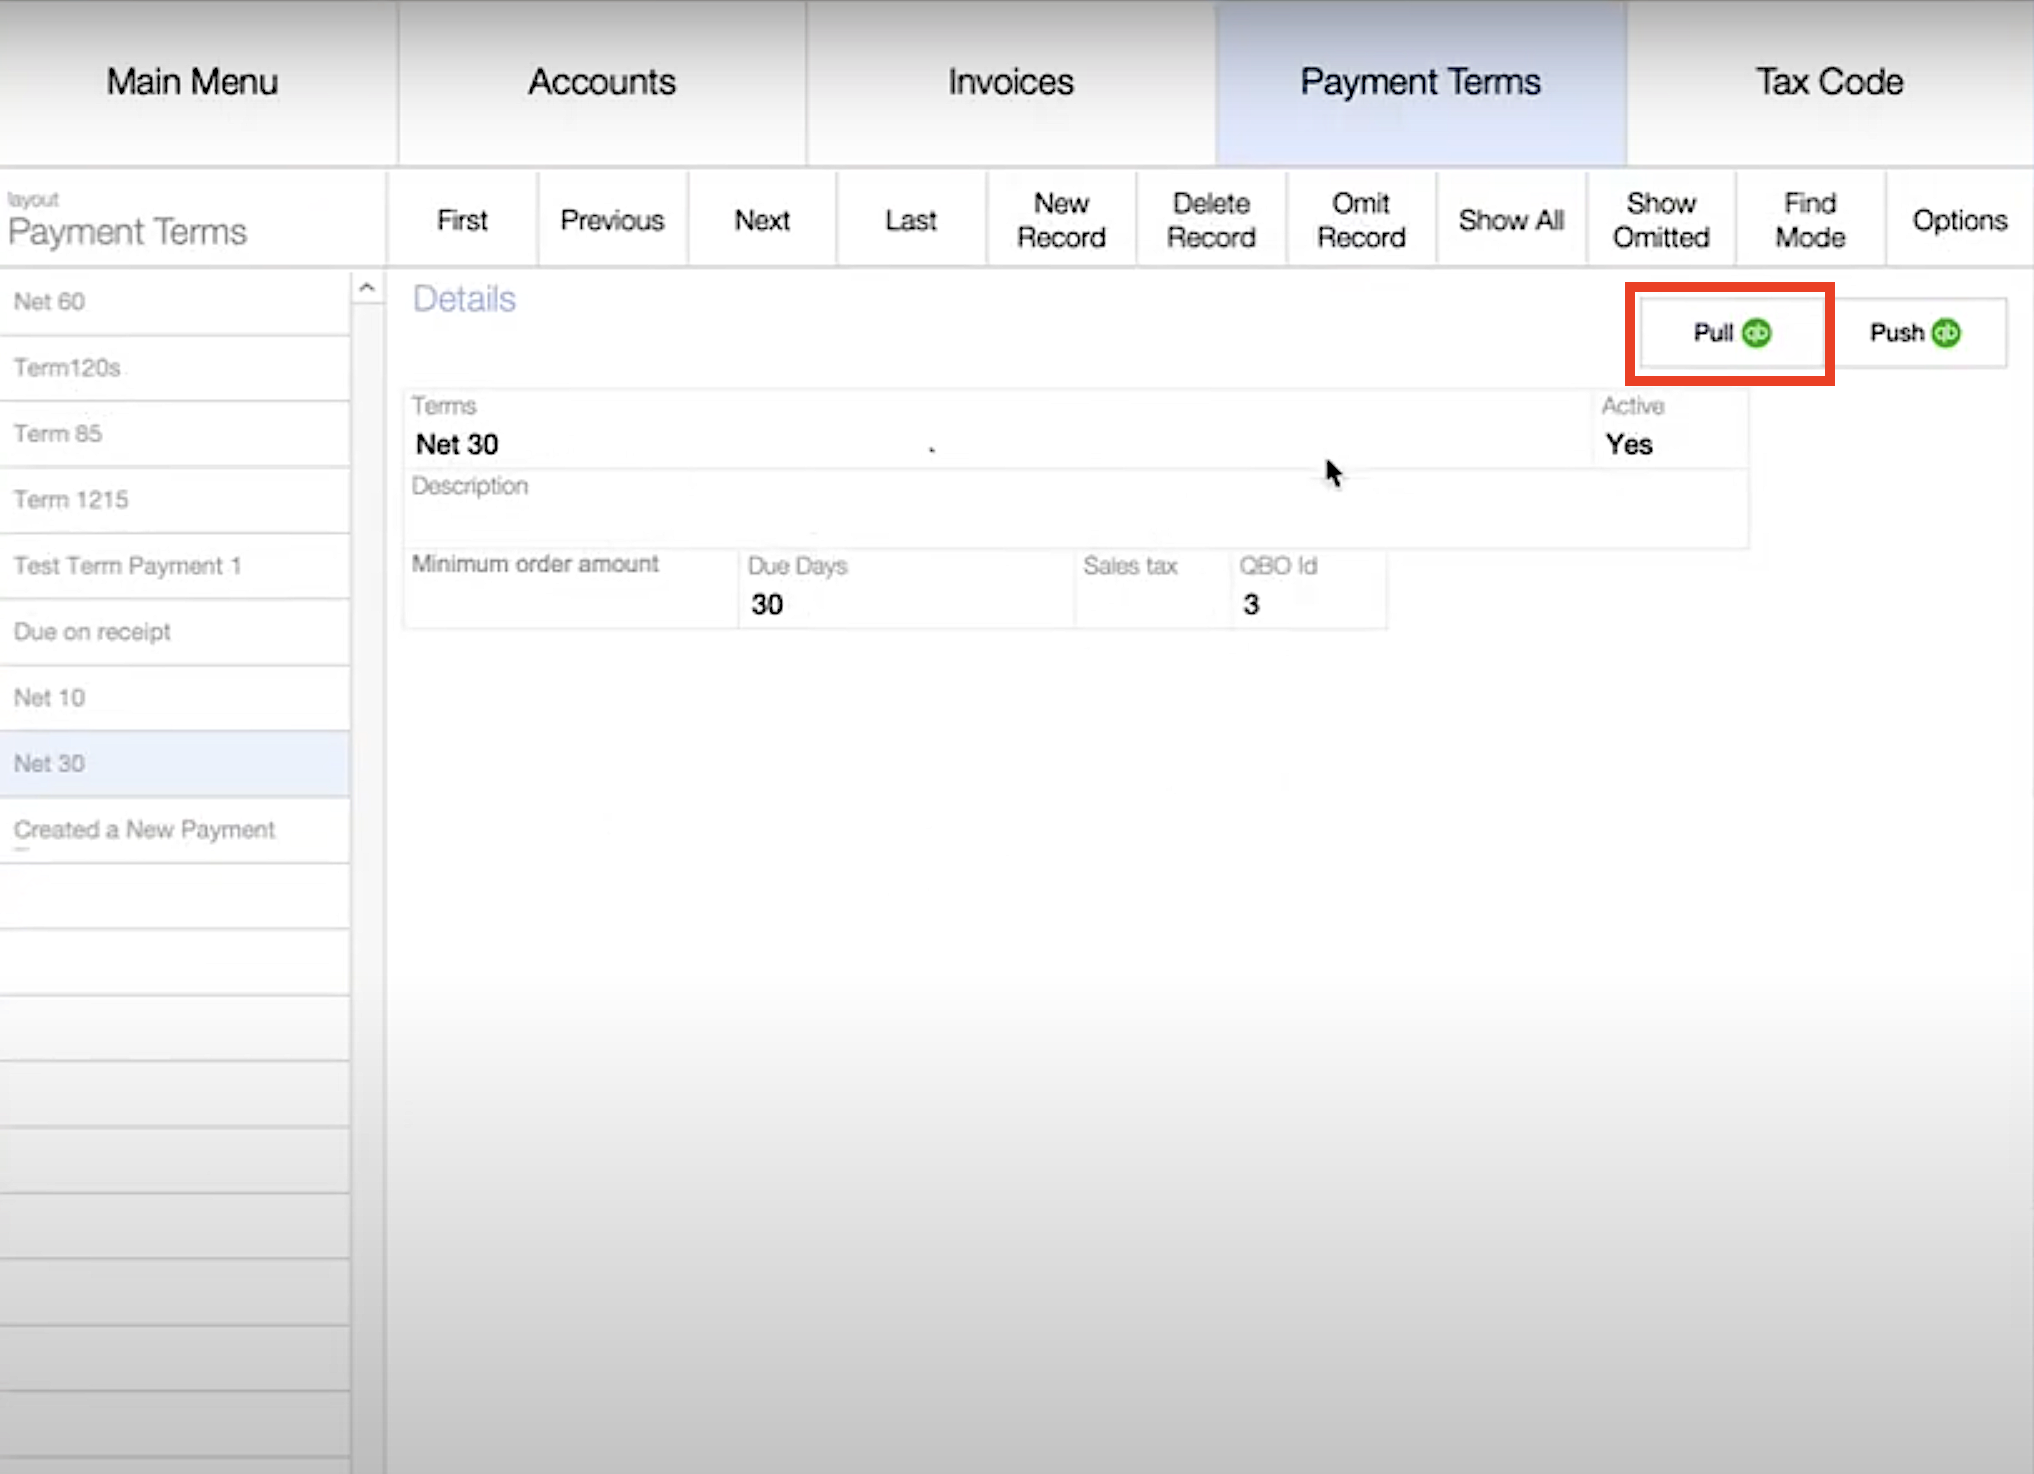 Main Menu
Accounts
Invoices
Payment Terms
Tax Code
layout
Payment Terms
First
Previous
Next
Last
New
Record
Delete
Record
Omit
Record
Show All
Show
Omitted
Find
Mode
Options
Net 60
Term120s
Term 85
Term 1215
Test Term Payment 1
Due on receipt
Net 10
Net 30
Created a New Payment
Details
Pull qb
Push qb
Terms
Net 30
Active
Yes
Description
Minimum order amount
Due Days
30
Sales tax
QBO Id
3